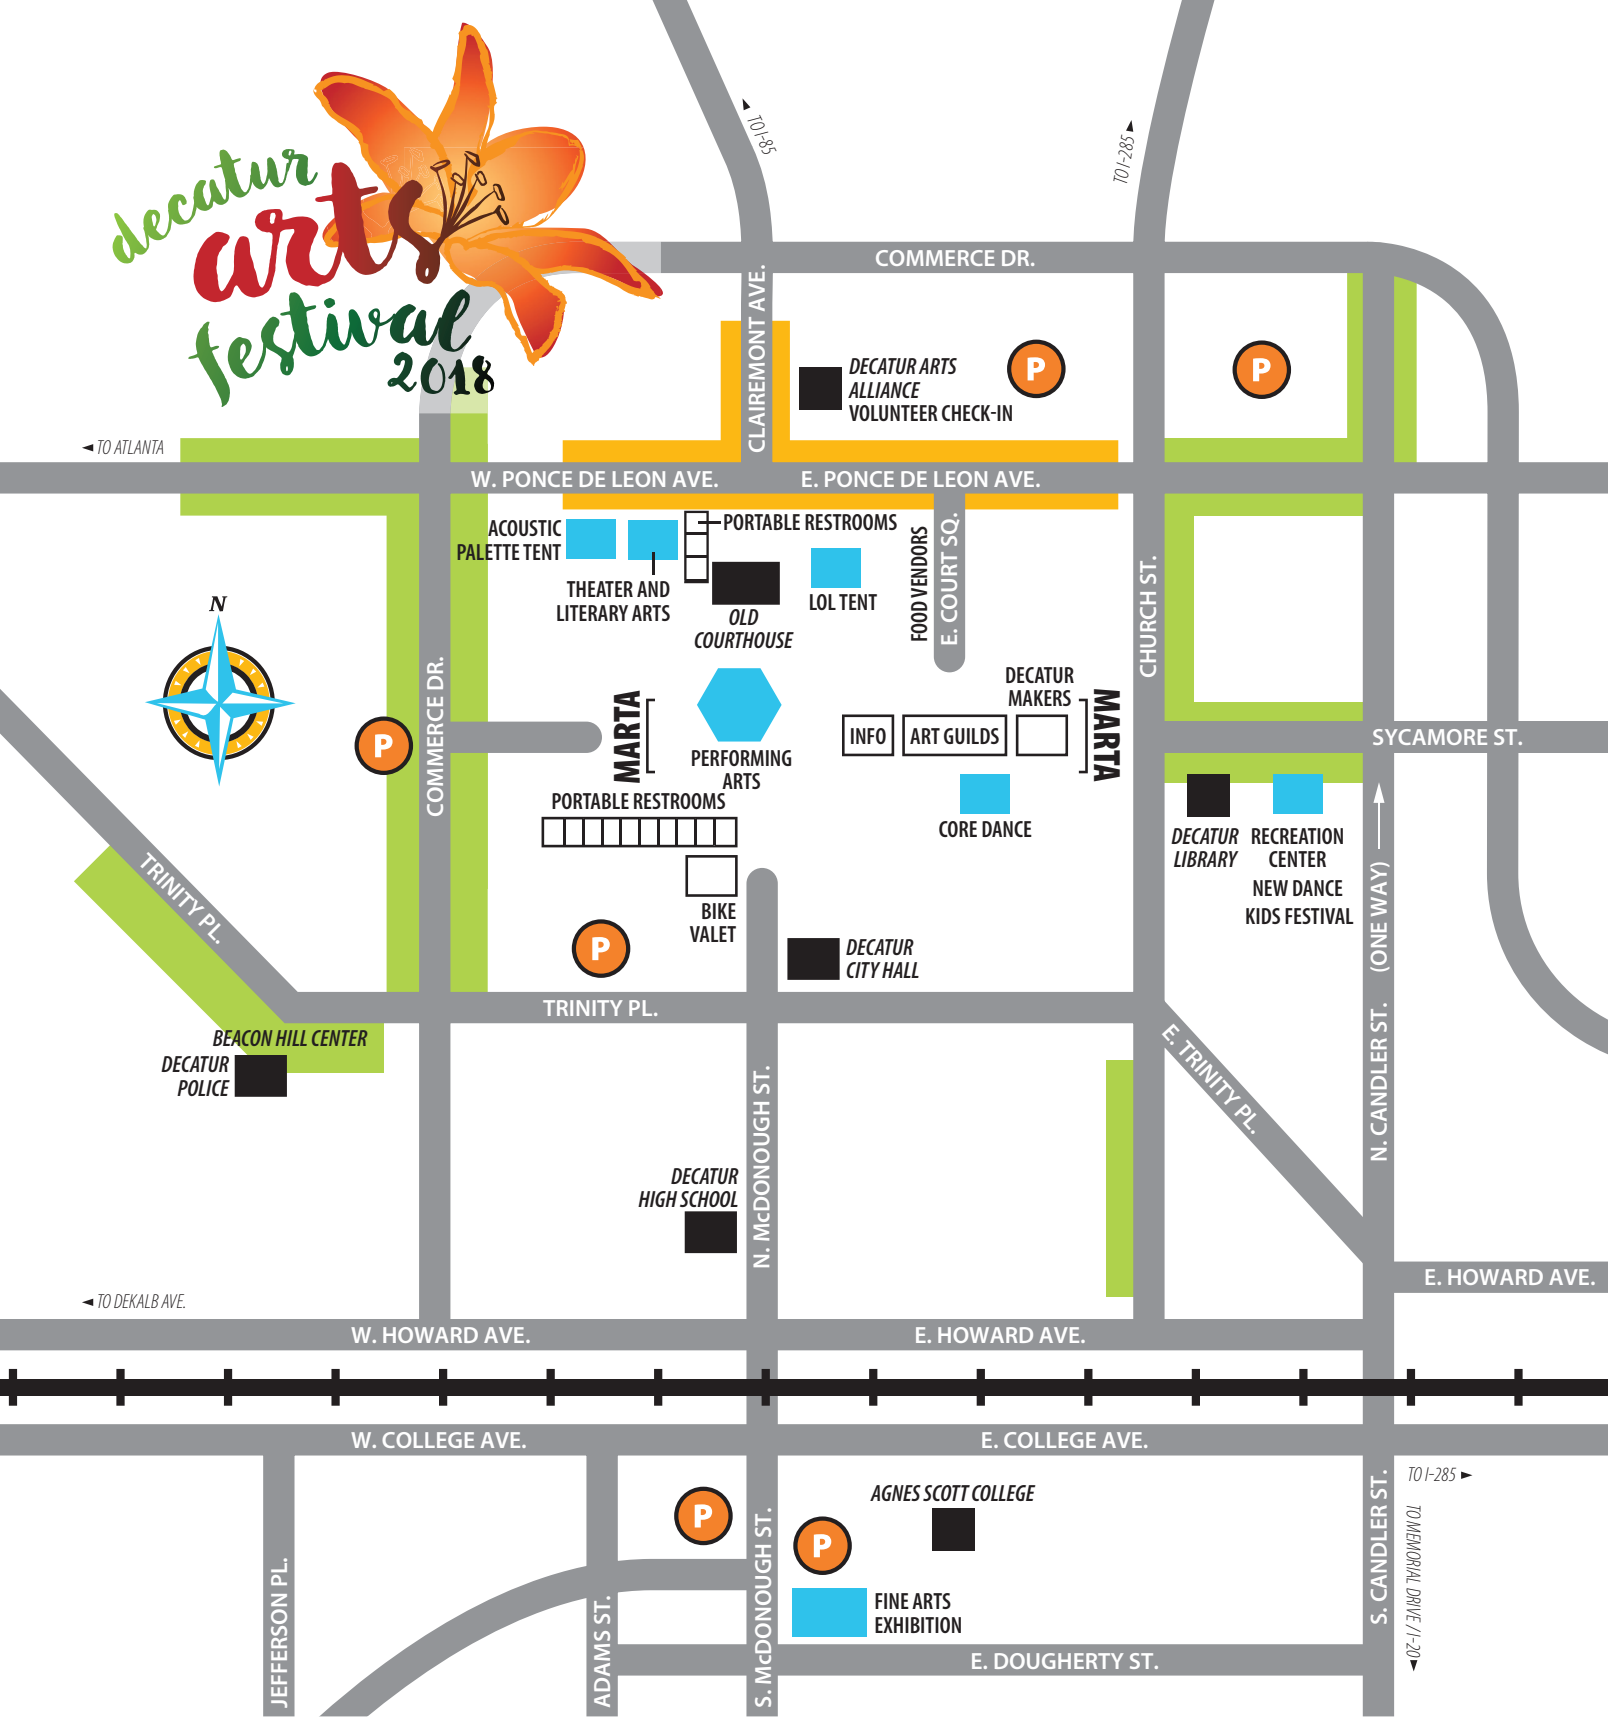 decatur
arts
festival
2018
TO I-85
TO I-285
COMMERCE DR.
CLAIREMONT AVE.
DECATUR ARTS
ALLIANCE
VOLUNTEER CHECK-IN
P
P
TO ATLANTA
W. PONCE DE LEON AVE.
E. PONCE DE LEON AVE.
ACOUSTIC
PALETTE TENT
PORTABLE RESTROOMS
THEATER AND
LITERARY ARTS
OLD
COURTHOUSE
LOL TENT
FOOD VENDORS
E. COURT SQ.
CHURCH ST.
N
COMMERCE DR.
P
MARTA
PERFORMING
ARTS
DECATUR
MAKERS
INFO
ART GUILDS
MARTA
SYCAMORE ST.
PORTABLE RESTROOMS
CORE DANCE
DECATUR
LIBRARY
RECREATION
CENTER
NEW DANCE
KIDS FESTIVAL
TRINITY PL.
BIKE
VALET
P
DECATUR
CITY HALL
N. CANDLER ST. (ONE WAY)
TRINITY PL.
BEACON HILL CENTER
DECATUR
POLICE
E. TRINITY PL.
N. McDONOUGH ST.
DECATUR
HIGH SCHOOL
E. HOWARD AVE.
TO DEKALB AVE.
W. HOWARD AVE.
E. HOWARD AVE.
W. COLLEGE AVE.
E. COLLEGE AVE.
TO I-285
AGNES SCOTT COLLEGE
P
P
S. CANDLER ST.
TO MEMORIAL DRIVE / I-20
JEFFERSON PL.
ADAMS ST.
S. McDONOUGH ST.
FINE ARTS
EXHIBITION
E. DOUGHERTY ST.